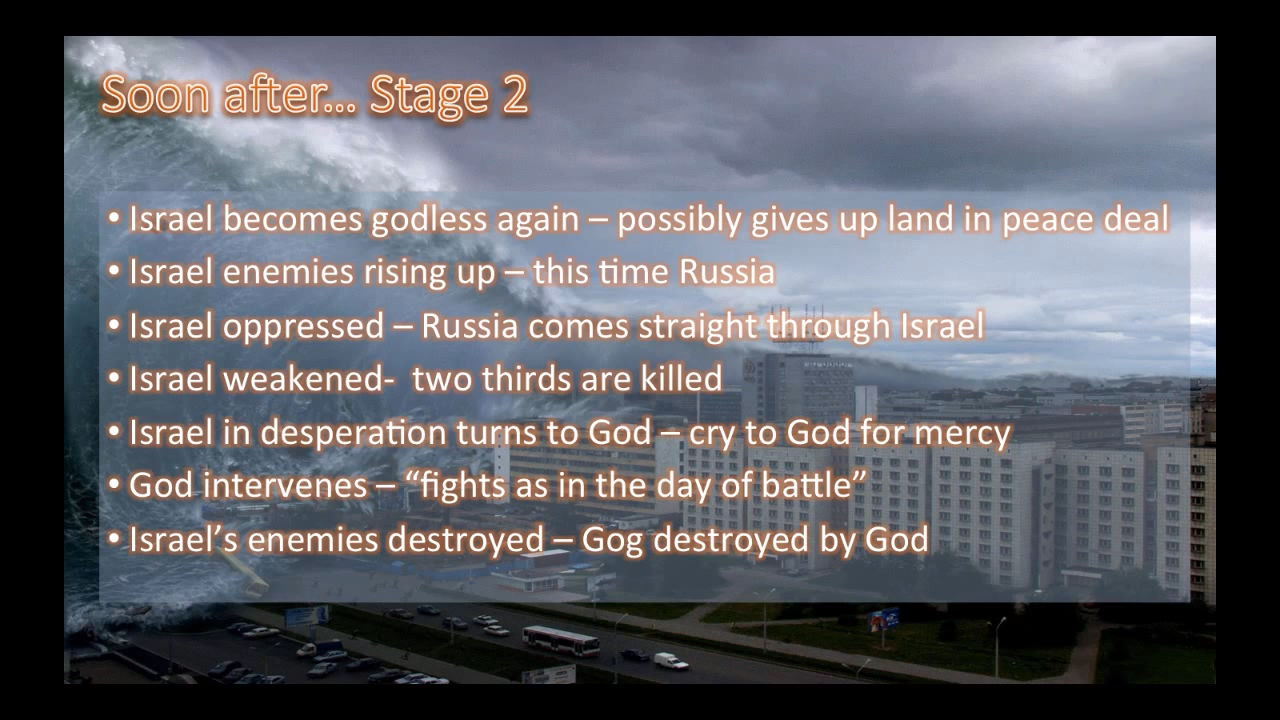 Soon after... Stage 2
• Israel becomes godless again – possibly gives up land in peace deal
• Israel enemies rising up – this time Russia
• Israel oppressed – Russia comes straight through Israel
• Israel weakened-  two thirds are killed
• Israel in desperation turns to God – cry to God for mercy
• God intervenes – “fights as in the day of battle”
• Israel’s enemies destroyed – Gog destroyed by God